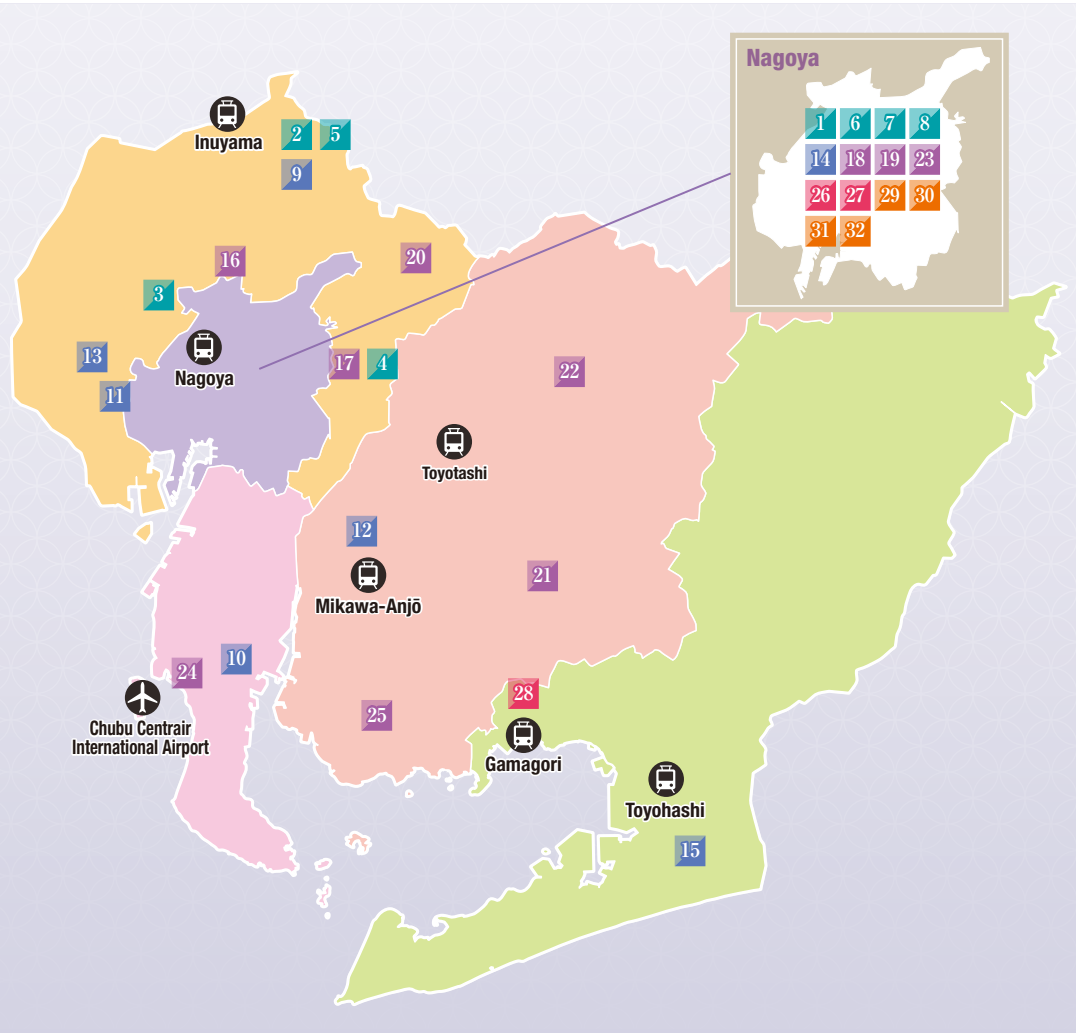 Nagoya
1 6 7 8
14 18 19 23
26 27 29 30
31 32
Inuyama
2 5
9
16
20
3
Nagoya
13
11
17 4
22
Toyotashi
12
Mikawa-Anjō
21
24
10
Chubu Centrair
International Airport
25
28
Gamagori
Toyohashi
15